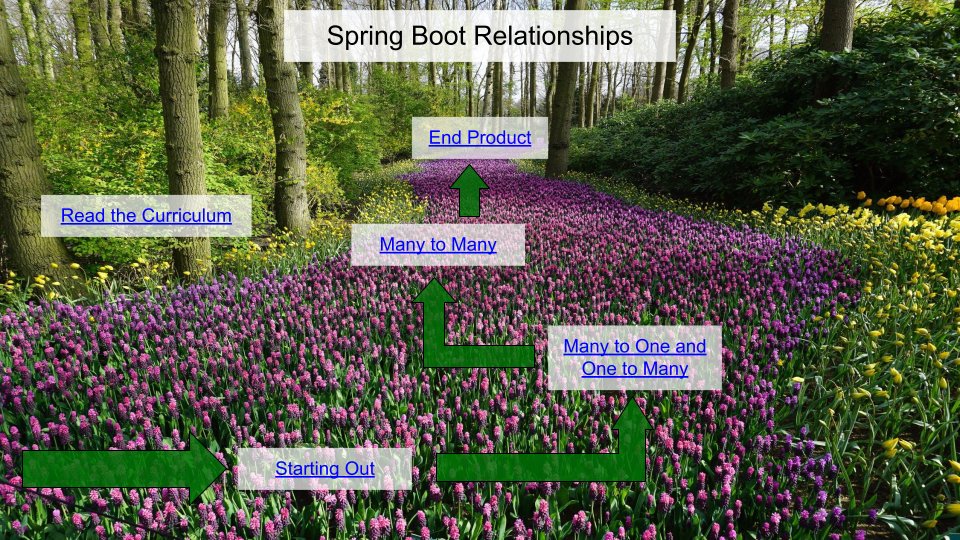 Spring Boot Relationships
End Product
Read the Curriculum
Many to Many
Many to One and
One to Many
Starting Out